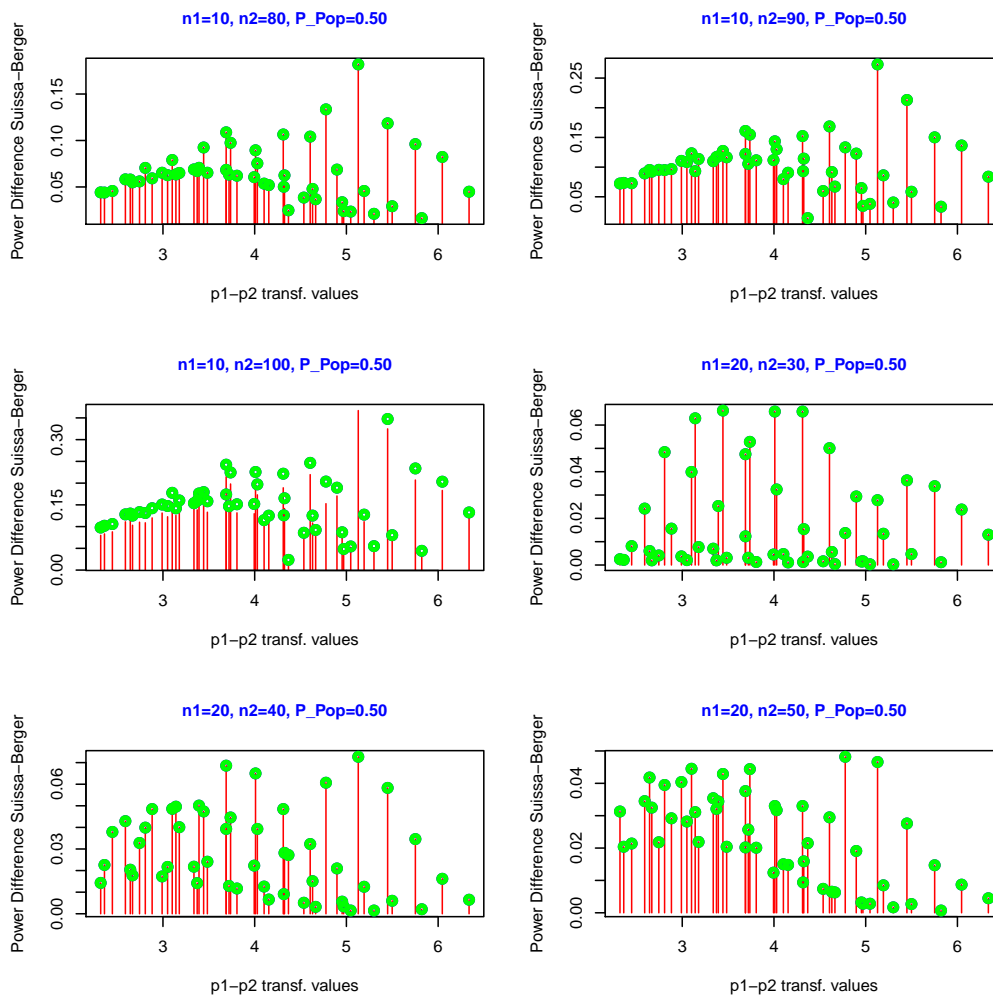 n1=10, n2=80, P_Pop=0.50
Power Difference Suissa−Berger
0.05 0.10 0.15
3 4 5 6
p1−p2 transf. values
n1=10, n2=90, P_Pop=0.50
Power Difference Suissa−Berger
0.05 0.15 0.25
3 4 5 6
p1−p2 transf. values
n1=10, n2=100, P_Pop=0.50
Power Difference Suissa−Berger
0.00 0.15 0.30
3 4 5 6
p1−p2 transf. values
n1=20, n2=30, P_Pop=0.50
Power Difference Suissa−Berger
0.00 0.02 0.04 0.06
3 4 5 6
p1−p2 transf. values
n1=20, n2=40, P_Pop=0.50
Power Difference Suissa−Berger
0.00 0.03 0.06
3 4 5 6
p1−p2 transf. values
n1=20, n2=50, P_Pop=0.50
Power Difference Suissa−Berger
0.00 0.02 0.04
3 4 5 6
p1−p2 transf. values